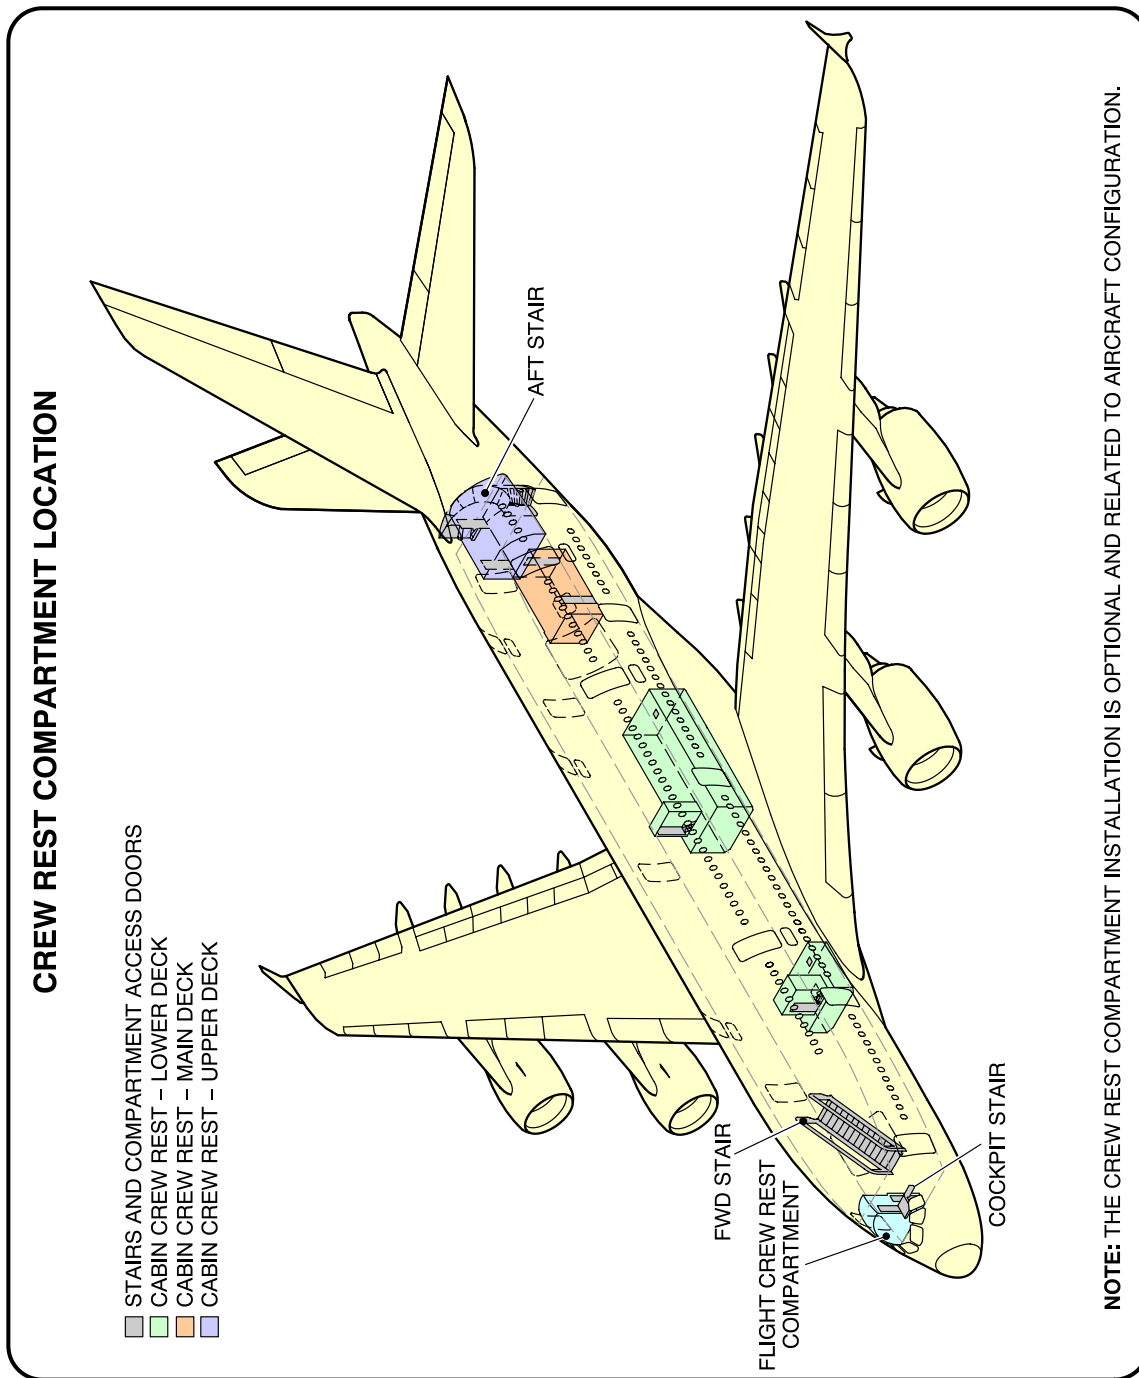 CREW REST COMPARTMENT LOCATION
STAIRS AND COMPARTMENT ACCESS DOORS
CABIN CREW REST – LOWER DECK
CABIN CREW REST – MAIN DECK
CABIN CREW REST – UPPER DECK
AFT STAIR
FWD STAIR
FLIGHT CREW REST
COMPARTMENT
COCKPIT STAIR
NOTE: THE CREW REST COMPARTMENT INSTALLATION IS OPTIONAL AND RELATED TO AIRCRAFT CONFIGURATION.